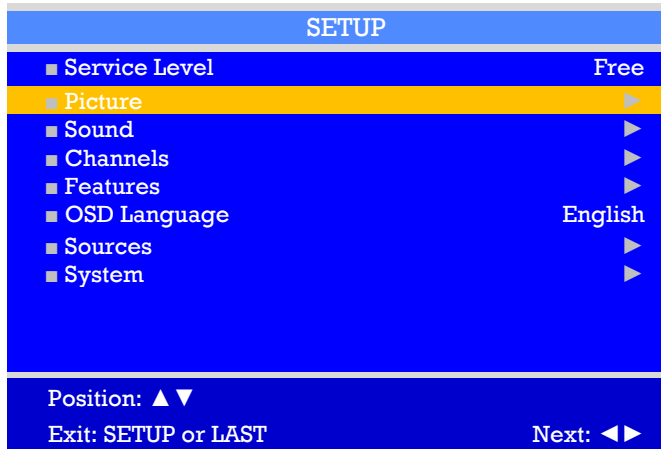 SETUP
■ Service Level Free
■ Picture ►
■ Sound ►
■ Channels ►
■ Features ►
■ OSD Language English
■ Sources ►
■ System ►
Position: ▲▼
Exit: SETUP or LAST Next: ◄►